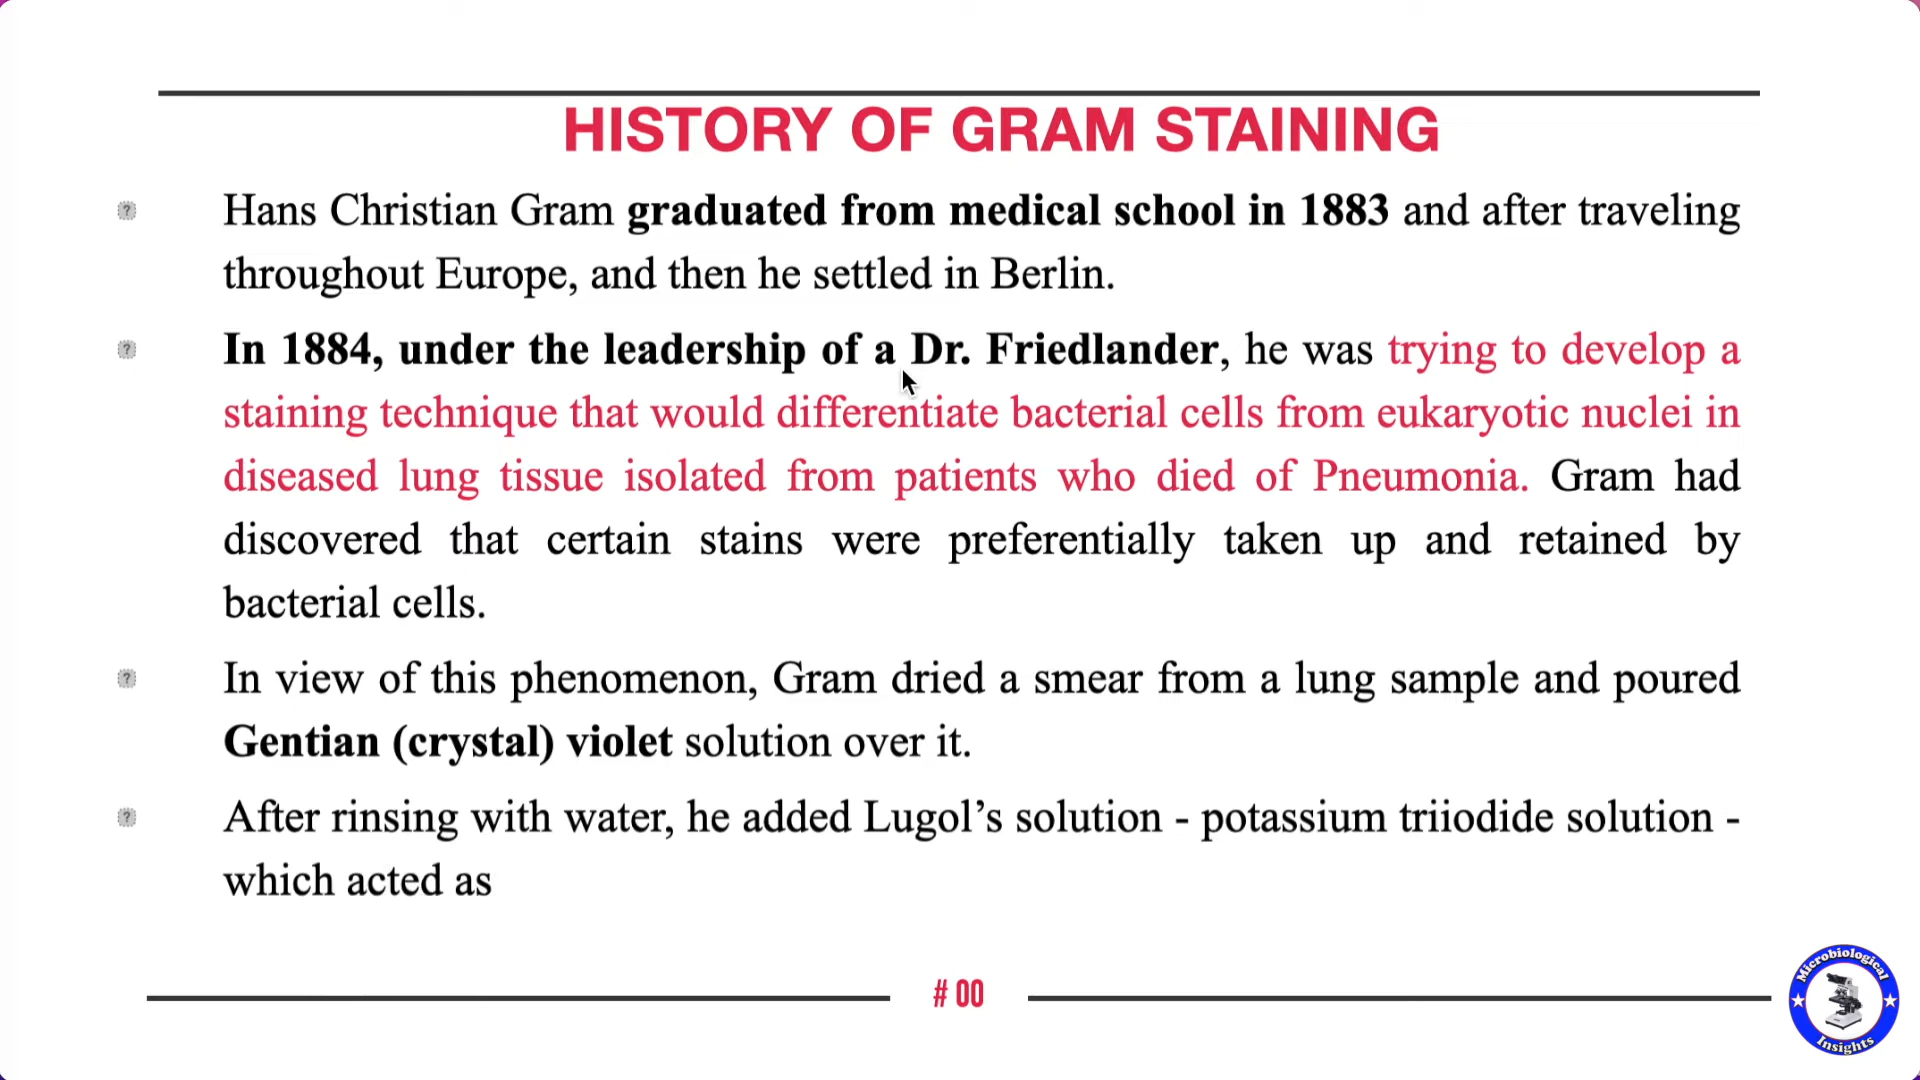 HISTORY OF GRAM STAINING
Hans Christian Gram graduated from medical school in 1883 and after traveling
throughout Europe, and then he settled in Berlin.
In 1884, under the leadership of a Dr. Friedlander, he was trying to develop a
staining technique that would differentiate bacterial cells from eukaryotic nuclei in
diseased lung tissue isolated from patients who died of Pneumonia. Gram had
discovered that certain stains were preferentially taken up and retained by
bacterial cells.
In view of this phenomenon, Gram dried a smear from a lung sample and poured
Gentian (crystal) violet solution over it.
After rinsing with water, he added Lugol’s solution - potassium triiodide solution -
which acted as
# 00
Microbiological
Insights